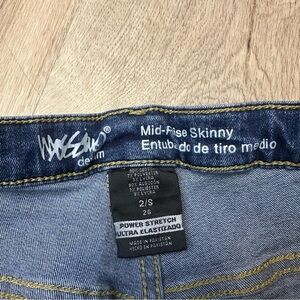 MOSSIMO®
denim
Mid-Rise Skinny
Entubado de tiro medio
2/S
26
POWER STRETCH
ULTRA ELASTIZADO
MADE IN PAKISTAN
HECHO EN PAKISTAN